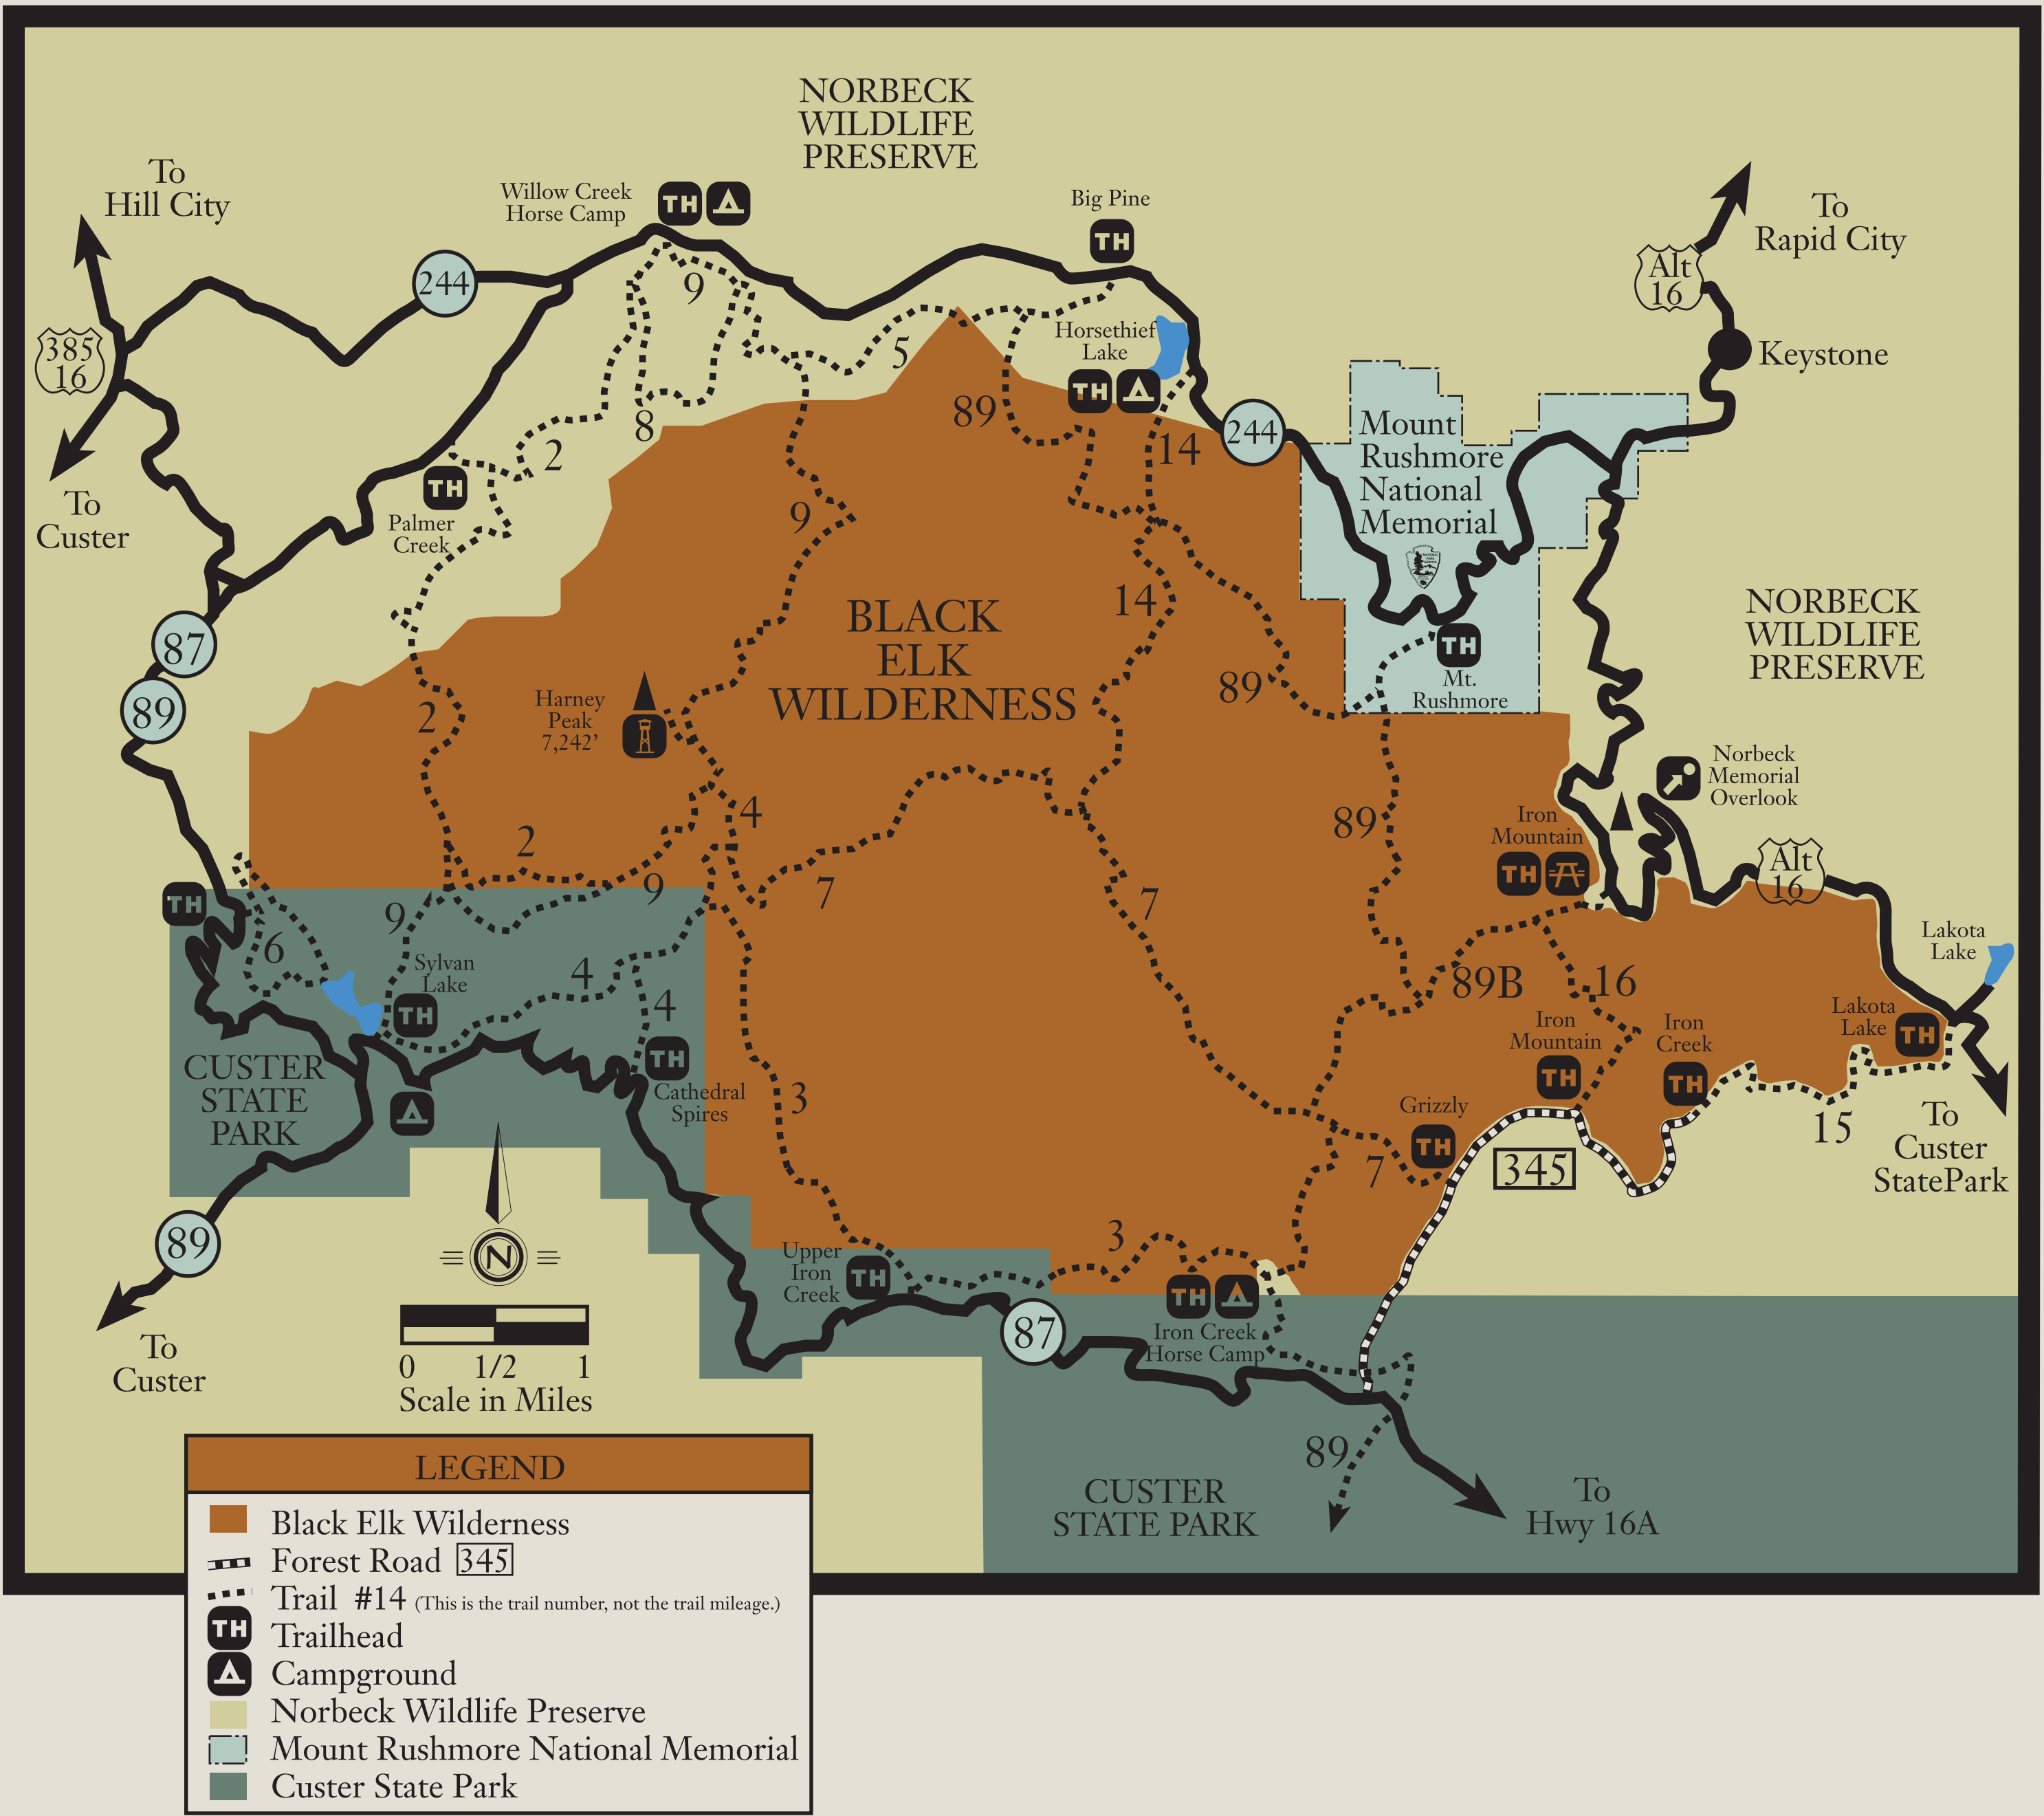 NORBECK
WILDLIFE
PRESERVE
To
Hill City
Willow Creek
Horse Camp
TH
Big Pine
TH
To
Rapid City
Alt
16
244
9
385
16
Horsethief
Lake
TH
5
Keystone
89
8
2
14
244
Mount
Rushmore
National
Memorial
To
Custer
TH
Palmer
Creek
9
14
BLACK
ELK
WILDERNESS
NORBECK
WILDLIFE
PRESERVE
87
89
TH
Mt.
Rushmore
89
2
Harney
Peak
7,242’
Norbeck
Memorial
Overlook
4
89
Iron
Mountain
TH
Alt
16
2
7
9
7
TH
9
6
Sylvan
Lake
TH
4
4
89B
16
Lakota
Lake
Lakota
Lake
TH
Iron
Mountain
TH
Iron
Creek
TH
CUSTER
STATE
PARK
TH
Cathedral
Spires
3
Grizzly
TH
7
345
15
To
Custer
StatePark
89
N
3
Upper
Iron
Creek
TH
TH
Iron Creek
Horse Camp
87
0 1/2 1
Scale in Miles
To
Custer
89
CUSTER
STATE PARK
To
Hwy 16A
LEGEND
Black Elk Wilderness
Forest Road 345
Trail #14 (This is the trail number, not the trail mileage.)
TH Trailhead
Campground
Norbeck Wildlife Preserve
Mount Rushmore National Memorial
Custer State Park